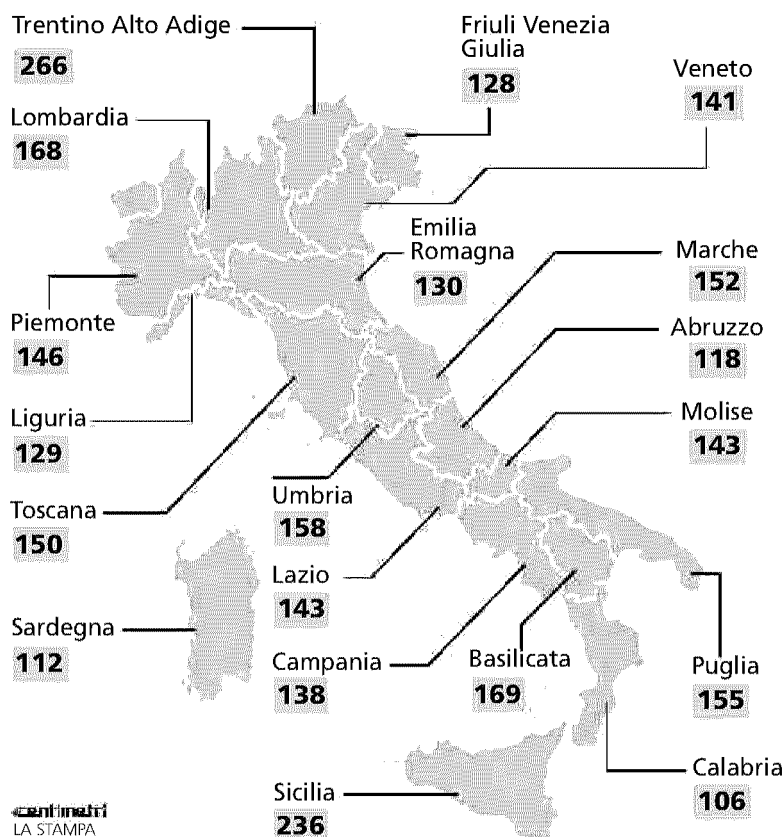 Trentino Alto Adige
266
Friuli Venezia
Giulia
128
Veneto
141
Lombardia
168
Emilia
Romagna
130
Marche
152
Piemonte
146
Abruzzo
118
Liguria
129
Molise
143
Toscana
150
Umbria
158
Lazio
143
Sardegna
112
Campania
138
Basilicata
169
Puglia
155
Sicilia
236
Calabria
106
centimetri
LA STAMPA